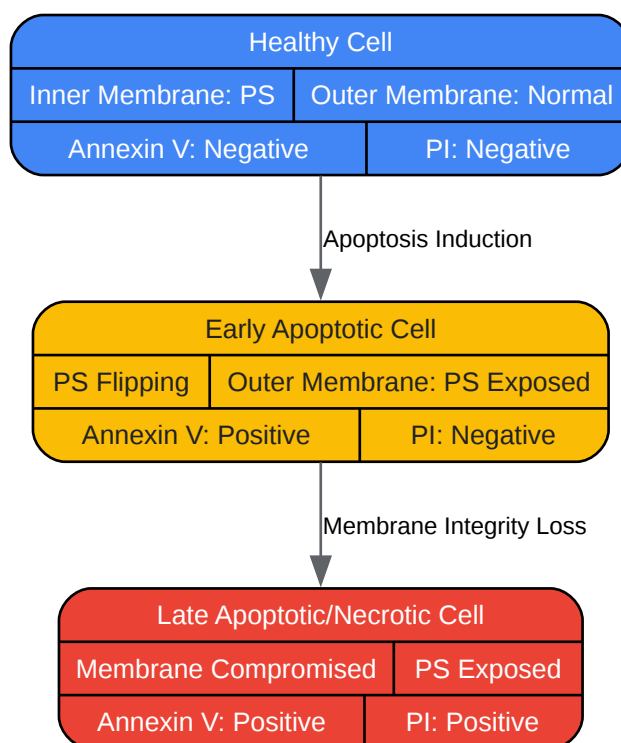 Healthy Cell
Inner Membrane: PS
Outer Membrane: Normal
Annexin V: Negative
PI: Negative
Apoptosis Induction
Early Apoptotic Cell
PS Flipping
Outer Membrane: PS Exposed
Annexin V: Positive
PI: Negative
Membrane Integrity Loss
Late Apoptotic/Necrotic Cell
Membrane Compromised
PS Exposed
Annexin V: Positive
PI: Positive